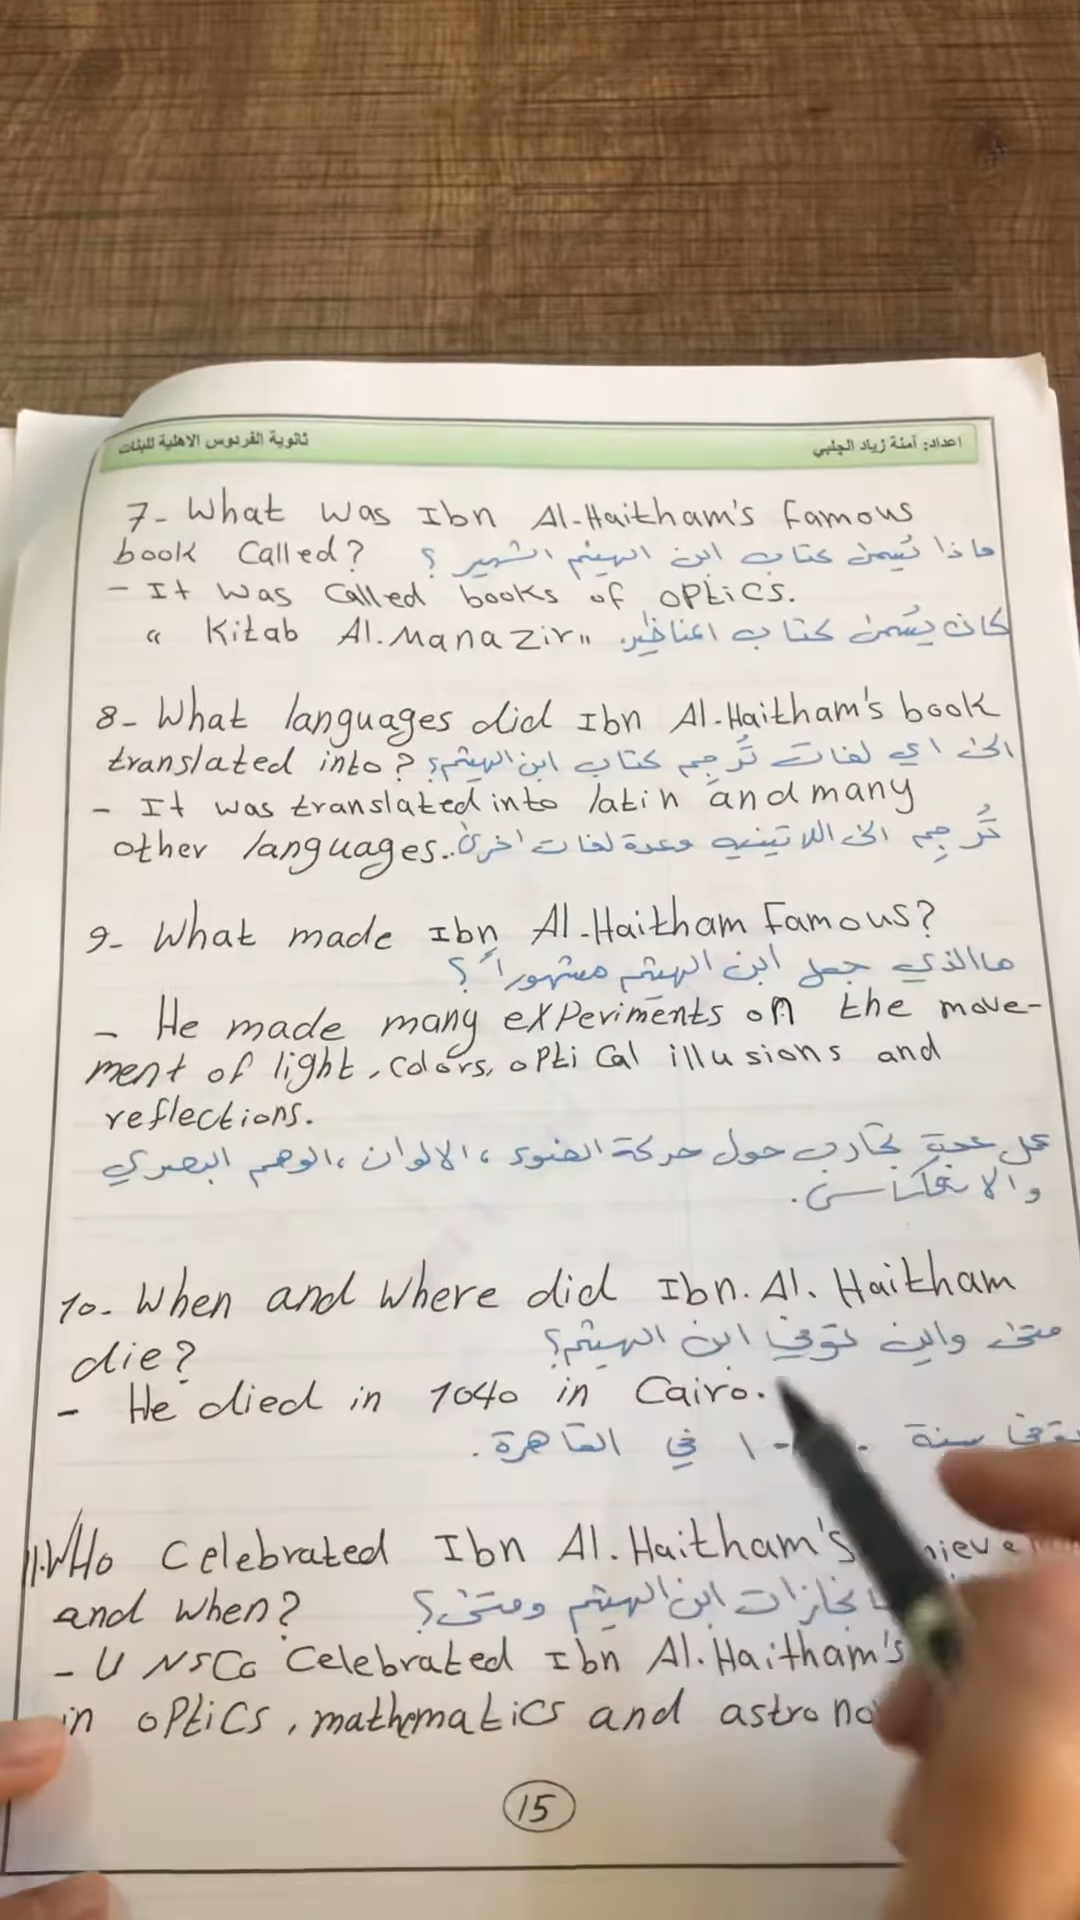 اعداد: آمنة زياد الجلبي
ثانوية الفردوس الاهلية للبنات
7- What was Ibn Al-Haitham's famous
book called? ماذا يُسمىٰ كتاب ابن الهيثم الشهير ؟
- It was called books of optics.
“ Kitab Al.Manazir„ كان يُسمىٰ كتاب المناظير.
8- What languages did Ibn Al-Haitham's book
translated into? الىٰ اي لغات تُرجِم كتاب ابن الهيثم؟
- It was translated into latin and many
other languages.. تُرجِم الىٰ اللاتينيه وعدة لغات اخرىٰ
9- What made Ibn Al-Haitham famous?
ما الذي جعل ابن الهيثم مشهوراً ؟
- He made many experiments on the move-
ment of light, colors, optical illusions and
reflections.
عمل عدة تجارب حول حركة الضوء ، الالوان ، الوهم البصري
والانعكاس.
10- When and where did Ibn. Al. Haitham
die? متىٰ واين توفي ابن الهيثم؟
- He died in 1040 in Cairo.
سنة في القاهرة.
11. Who celebrated Ibn Al. Haitham's
and when? ابن الهيثم ومتىٰ؟
- UNSCo celebrated Ibn Al. Haitham's
in optics, mathematics and
15